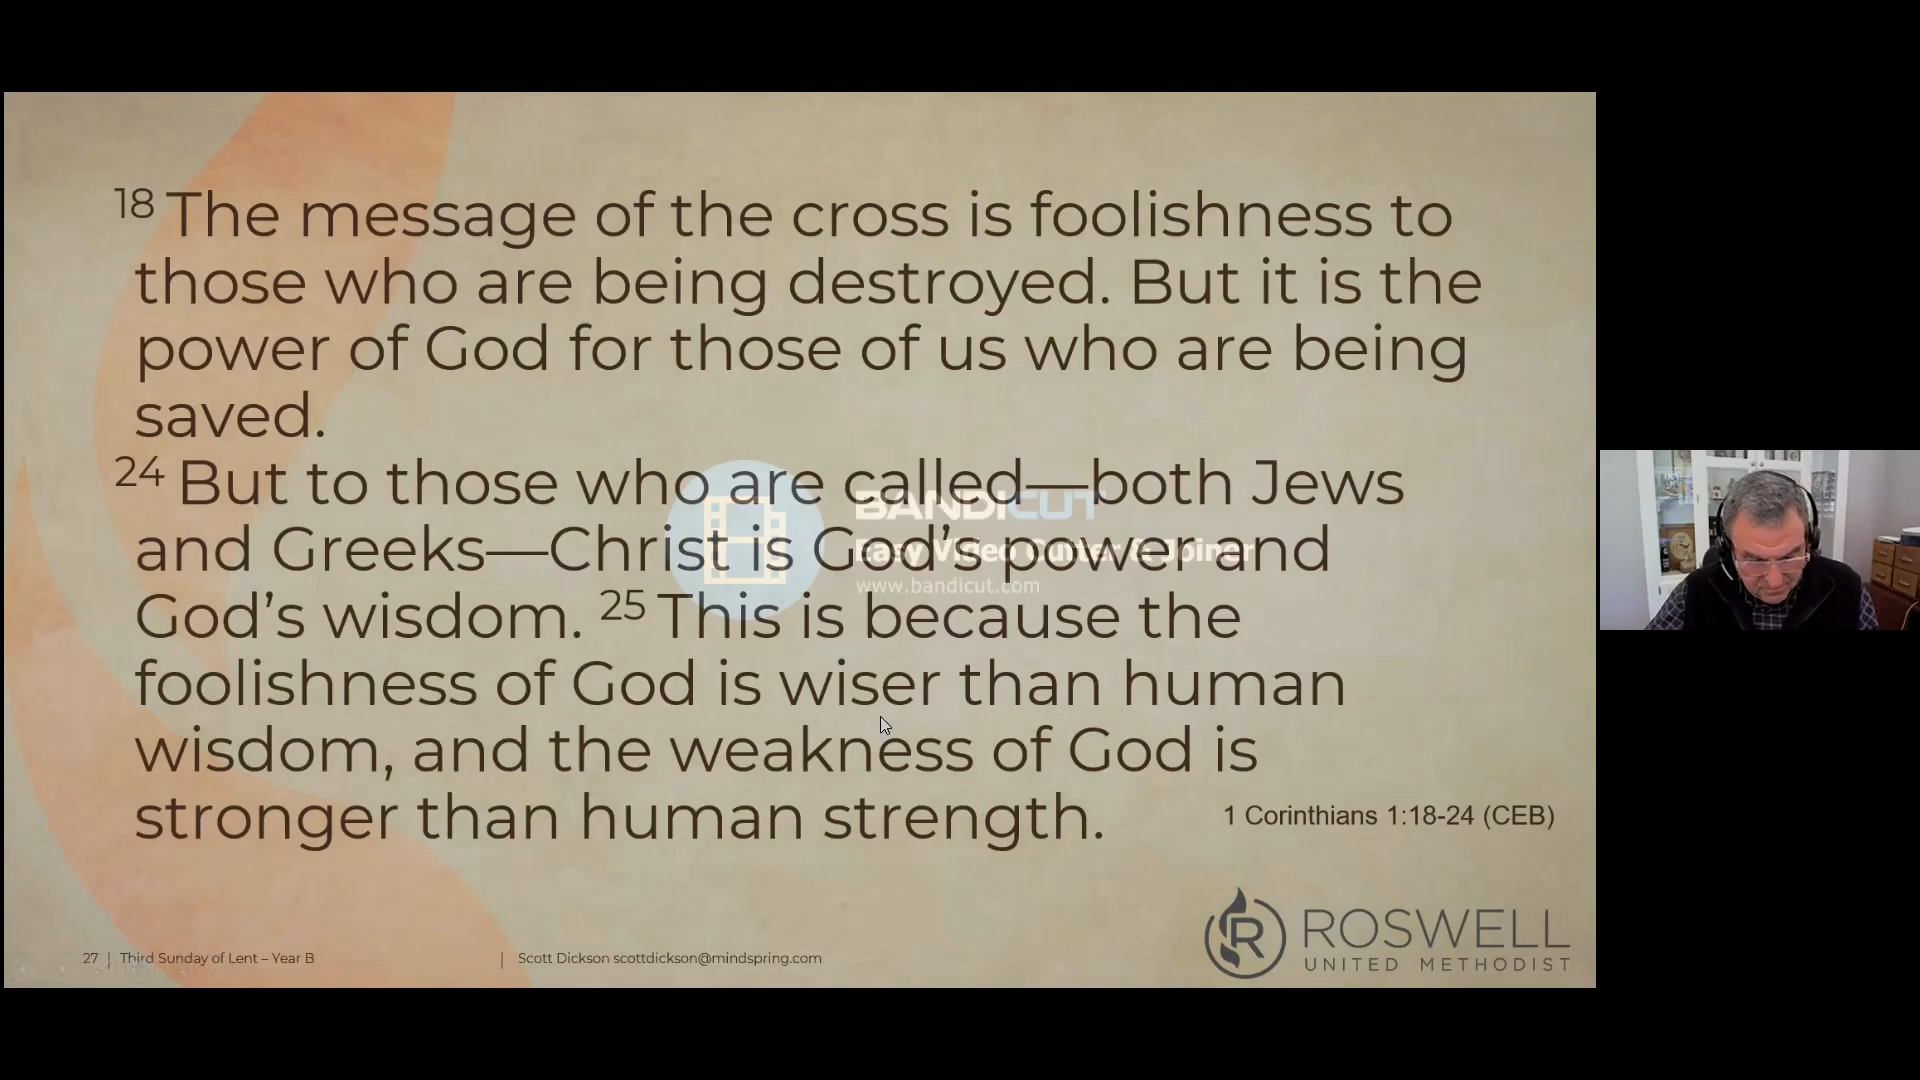 18 The message of the cross is foolishness to
those who are being destroyed. But it is the
power of God for those of us who are being
saved.
24 But to those who are called—both Jews
and Greeks—Christ is God’s power and
God’s wisdom. 25 This is because the
foolishness of God is wiser than human
wisdom, and the weakness of God is
stronger than human strength.
1 Corinthians 1:18-24 (CEB)
BANDICUT
Easy Video Cutter & Joiner
www.bandicut.com
R
ROSWELL
UNITED METHODIST
27 | Third Sunday of Lent – Year B | Scott Dickson scottdickson@mindspring.com